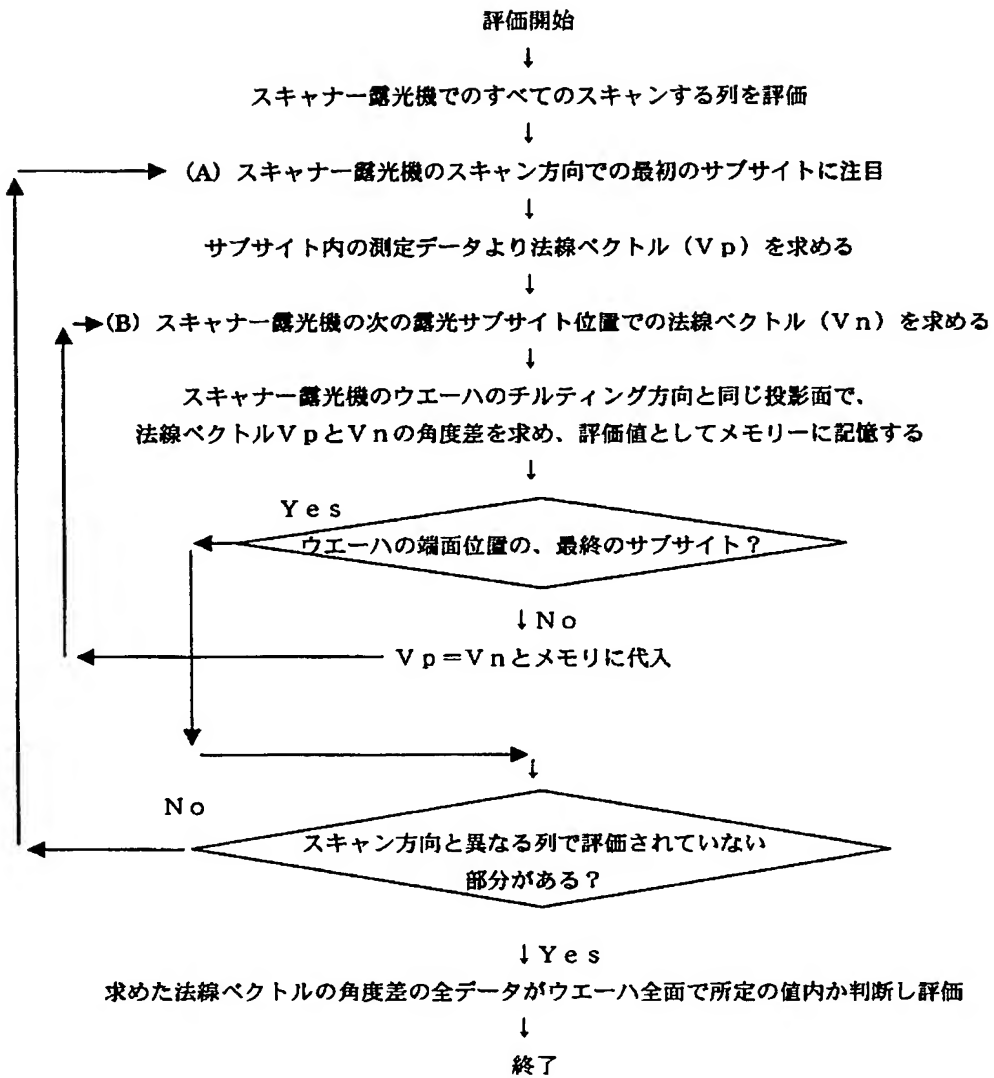 評価開始
↓
スキャナー露光機でのすべてのスキャンする列を評価
↓
(A) スキャナー露光機のスキャン方向での最初のサブサイトに注目
↓
サブサイト内の測定データより法線ベクトル（Ｖｐ）を求める
↓
(B) スキャナー露光機の次の露光サブサイト位置での法線ベクトル（Ｖｎ）を求める
↓
スキャナー露光機のウエーハのチルティング方向と同じ投影面で、
法線ベクトルＶｐとＶｎの角度差を求め、評価値としてメモリーに記憶する
↓
Ｙｅｓ
ウエーハの端面位置の、最終のサブサイト？
↓Ｎｏ
Ｖｐ＝Ｖｎとメモリに代入
↓
Ｎｏ
スキャン方向と異なる列で評価されていない
部分がある？
↓Ｙｅｓ
求めた法線ベクトルの角度差の全データがウエーハ全面で所定の値内か判断し評価
↓
終了